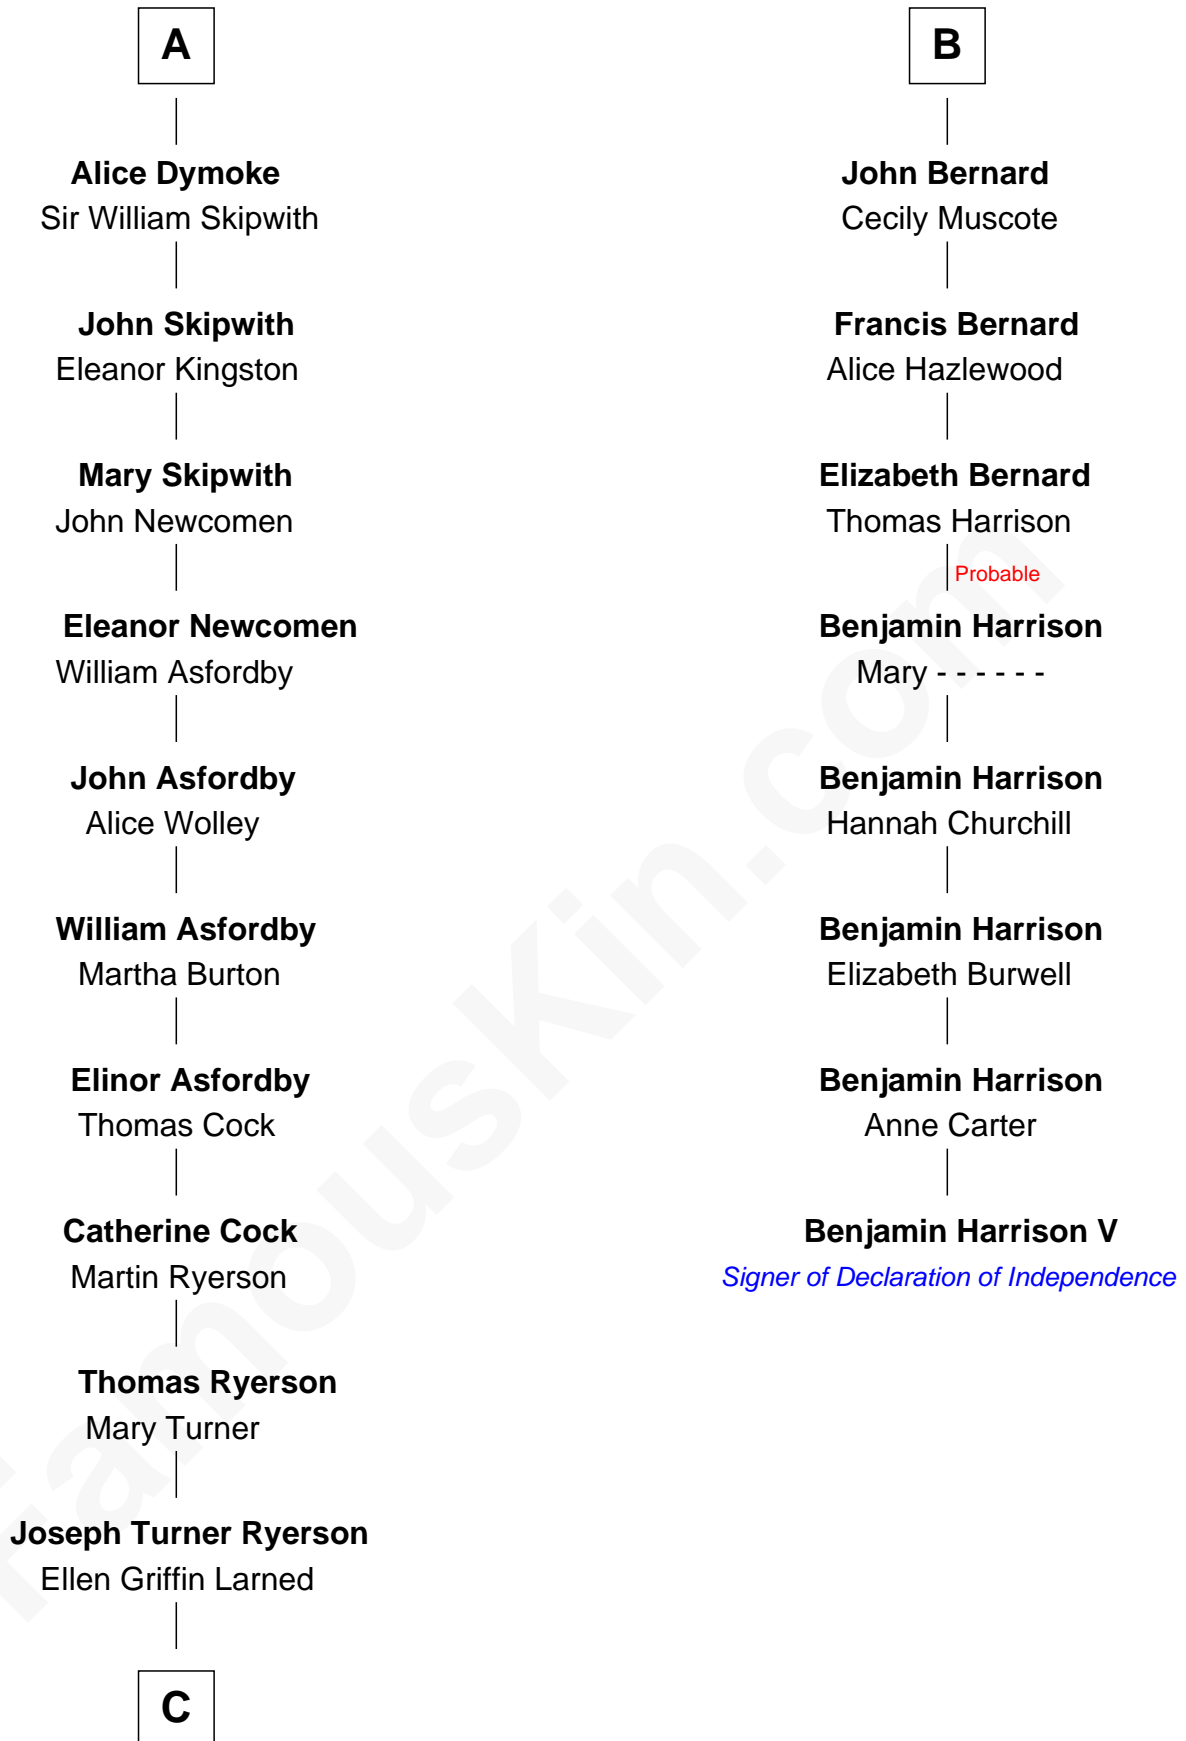 A
Alice Dymoke
Sir William Skipwith
John Skipwith
Eleanor Kingston
Mary Skipwith
John Newcomen
Eleanor Newcomen
William Asfordby
John Asfordby
Alice Wolley
William Asfordby
Martha Burton
Elinor Asfordby
Thomas Cock
Catherine Cock
Martin Ryerson
Thomas Ryerson
Mary Turner
Joseph Turner Ryerson
Ellen Griffin Larned
C
B
John Bernard
Cecily Muscote
Francis Bernard
Alice Hazlewood
Elizabeth Bernard
Thomas Harrison
Probable
Benjamin Harrison
Mary - - - - - -
Benjamin Harrison
Hannah Churchill
Benjamin Harrison
Elizabeth Burwell
Benjamin Harrison
Anne Carter
Benjamin Harrison V
Signer of Declaration of Independence
FamousKin.com